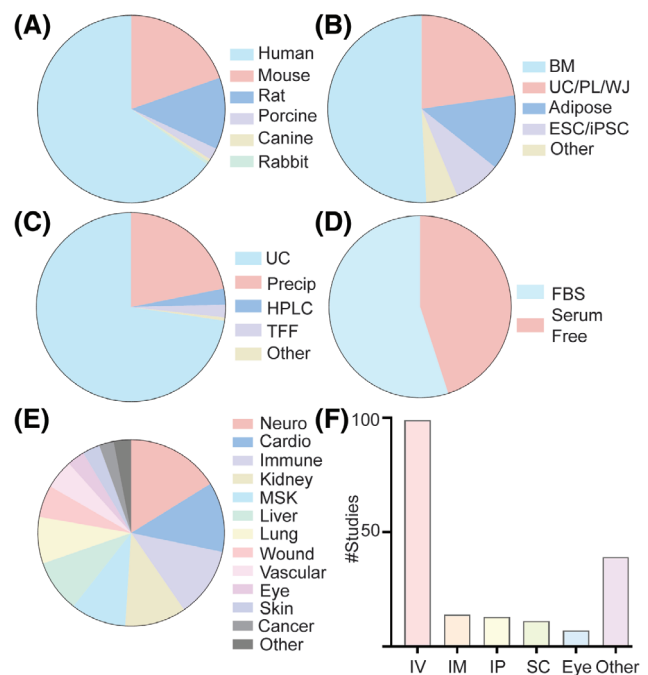 (A)
Human
Mouse
Rat
Porcine
Canine
Rabbit
(B)
BM
UC/PL/WJ
Adipose
ESC/iPSC
Other
(C)
UC
Precip
HPLC
TFF
Other
(D)
FBS
Serum
Free
(E)
Neuro
Cardio
Immune
Kidney
MSK
Liver
Lung
Wound
Vascular
Eye
Skin
Cancer
Other
(F)
100
50
#Studies
IV IM IP SC Eye Other